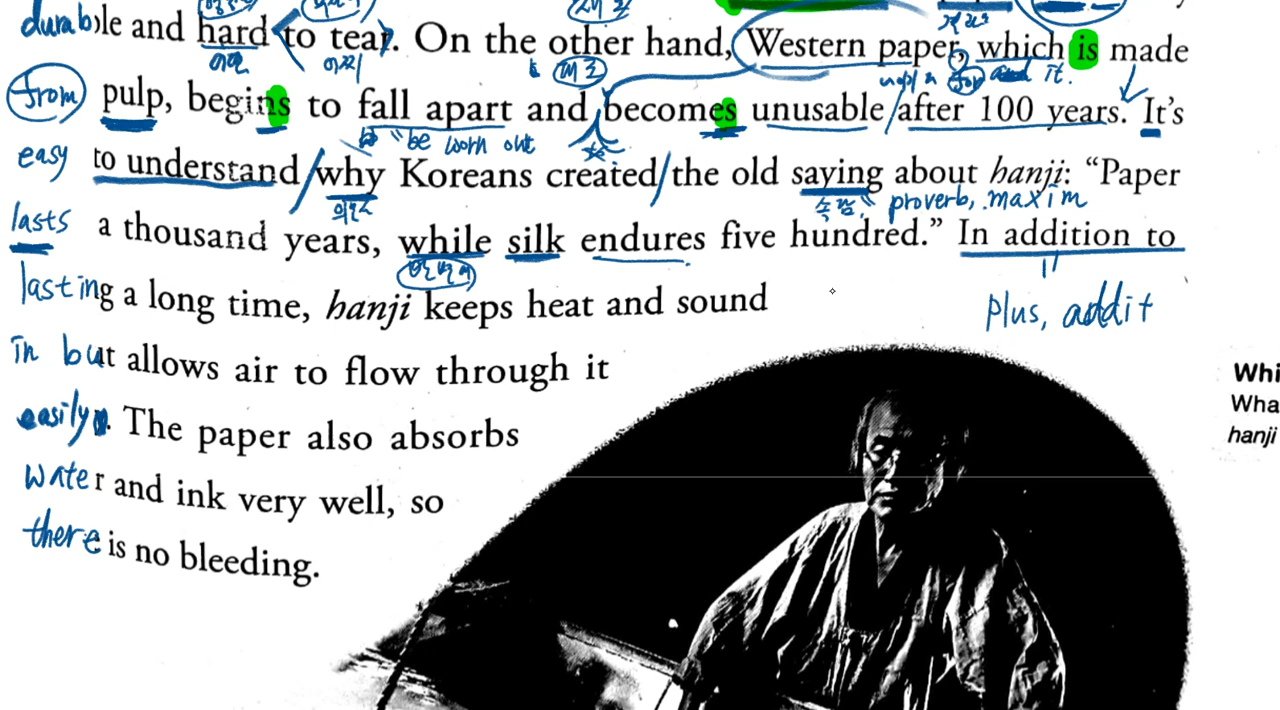 durable and hard to tear. On the other hand, Western paper, which is made
it.
from pulp, begins to fall apart and becomes unusable after 100 years. It's
" be worn out
easy to understand why Koreans created the old saying about hanji: "Paper
속담, proverb, maxim
lasts a thousand years, while silk endures five hundred." In addition to
lasting a long time, hanji keeps heat and sound
plus, addit
in but allows air to flow through it
easily. The paper also absorbs
water and ink very well, so
there is no bleeding.
Whi
Wha
hanji